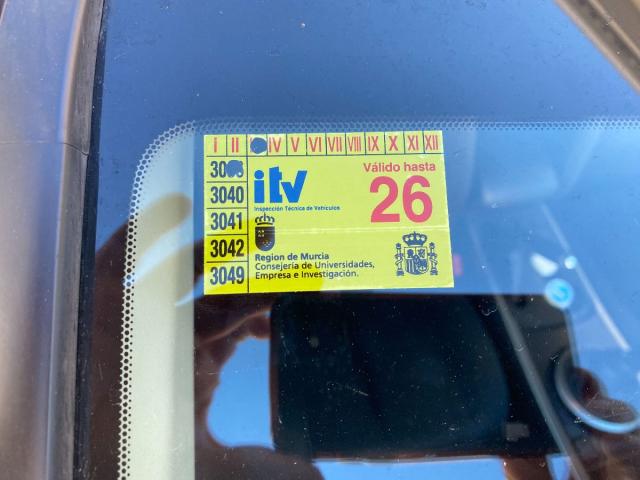 I II IV V VI VII VIII IX X XI XII
itv
Válido hasta
26
3040
Inspección Técnica de Vehículos
3041
3042
3049
Region de Murcia
Consejería de Universidades,
Empresa e Investigación.